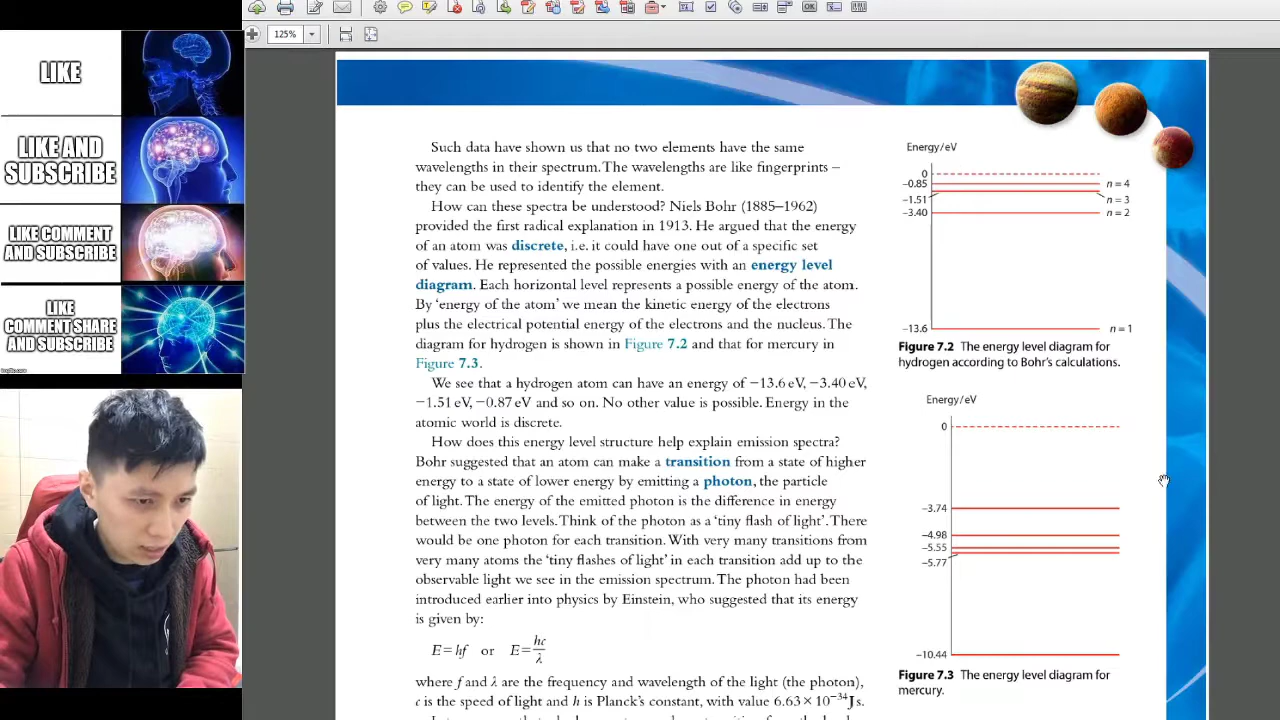 125%
LIKE
LIKE AND
SUBSCRIBE
LIKE COMMENT
AND SUBSCRIBE
LIKE
COMMENT SHARE
AND SUBSCRIBE
imgflip.com
Such data have shown us that no two elements have the same
wavelengths in their spectrum. The wavelengths are like fingerprints –
they can be used to identify the element.
How can these spectra be understood? Niels Bohr (1885–1962)
provided the first radical explanation in 1913. He argued that the energy
of an atom was discrete, i.e. it could have one out of a specific set
of values. He represented the possible energies with an energy level
diagram. Each horizontal level represents a possible energy of the atom.
By ‘energy of the atom’ we mean the kinetic energy of the electrons
plus the electrical potential energy of the electrons and the nucleus. The
diagram for hydrogen is shown in Figure 7.2 and that for mercury in
Figure 7.3.
We see that a hydrogen atom can have an energy of −13.6 eV, −3.40 eV,
−1.51 eV, −0.87 eV and so on. No other value is possible. Energy in the
atomic world is discrete.
How does this energy level structure help explain emission spectra?
Bohr suggested that an atom can make a transition from a state of higher
energy to a state of lower energy by emitting a photon, the particle
of light. The energy of the emitted photon is the difference in energy
between the two levels. Think of the photon as a ‘tiny flash of light’. There
would be one photon for each transition. With very many transitions from
very many atoms the ‘tiny flashes of light’ in each transition add up to the
observable light we see in the emission spectrum. The photon had been
introduced earlier into physics by Einstein, who suggested that its energy
is given by:
E = hf or E = hc/λ
where f and λ are the frequency and wavelength of the light (the photon),
c is the speed of light and h is Planck’s constant, with value 6.63 × 10⁻³⁴ J s.
Energy/eV
0
−0.85 n = 4
−1.51 n = 3
−3.40 n = 2
−13.6 n = 1
Figure 7.2 The energy level diagram for
hydrogen according to Bohr’s calculations.
Energy/eV
0
−3.74
−4.98
−5.55
−5.77
−10.44
Figure 7.3 The energy level diagram for
mercury.